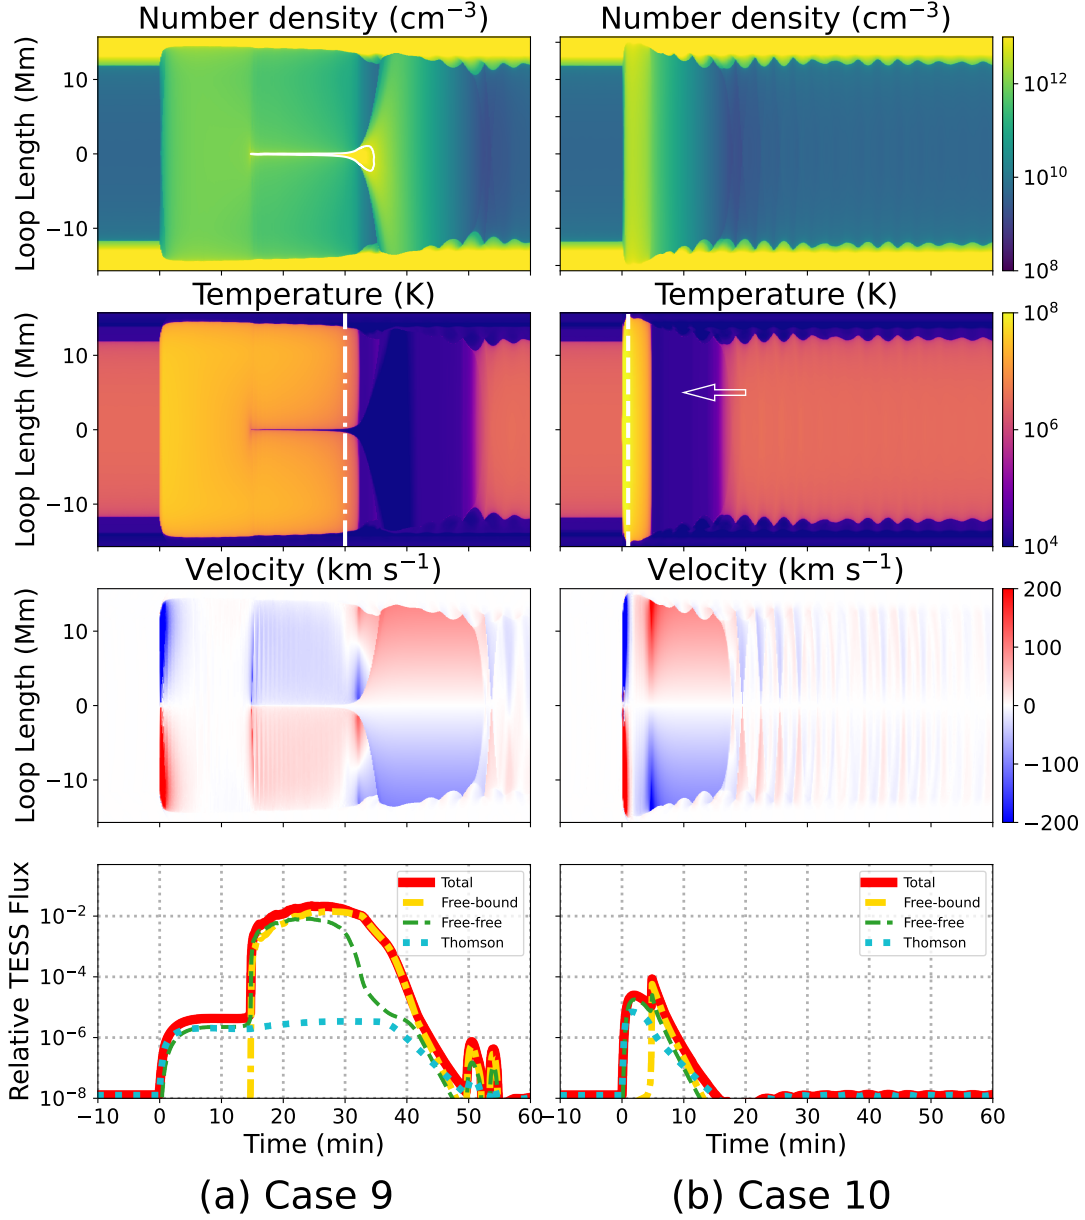 Number density (cm⁻³)
Number density (cm⁻³)
Loop Length (Mm)
10
0
−10
10¹²
10¹⁰
10⁸
Temperature (K)
Temperature (K)
Loop Length (Mm)
10
0
−10
10⁸
10⁶
10⁴
Velocity (km s⁻¹)
Velocity (km s⁻¹)
Loop Length (Mm)
10
0
−10
200
100
0
−100
−200
Relative TESS Flux
10⁻²
10⁻⁴
10⁻⁶
10⁻⁸
Total
Free-bound
Free-free
Thomson
Total
Free-bound
Free-free
Thomson
−10 0 10 20 30 40 50 60
−10 0 10 20 30 40 50 60
Time (min)
Time (min)
(a) Case 9
(b) Case 10